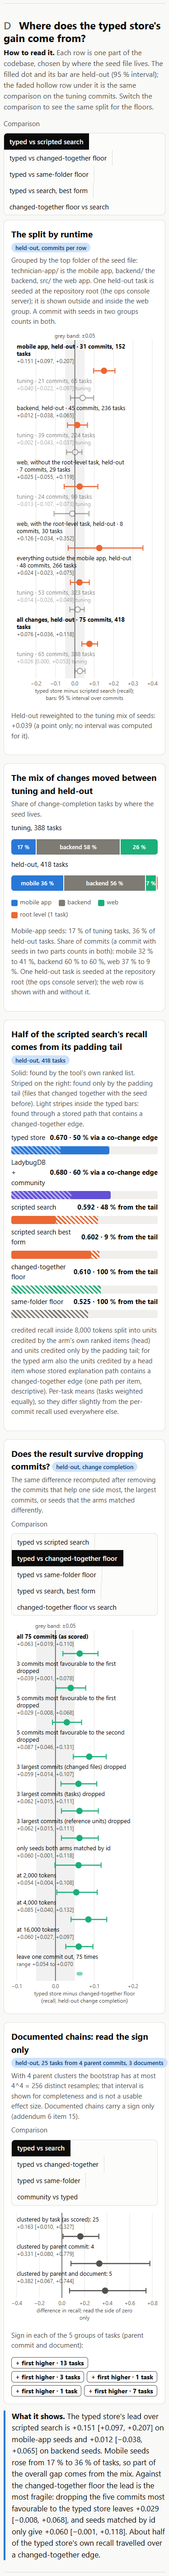 D Where does the typed store's
gain come from?
How to read it. Each row is one part of the
codebase, chosen by where the seed file lives. The
filled dot and its bar are held-out (95 % interval);
the faded hollow row under it is the same
comparison on the tuning commits. Switch the
comparison to see the same split for the floors.
Comparison
typed vs scripted search
typed vs changed-together floor
typed vs same-folder floor
typed vs search, best form
changed-together floor vs search
The split by runtime
held-out, commits per row
Grouped by the top folder of the seed file:
technician-app/ is the mobile app, backend/ the
backend, src/ the web app. One held-out task is
seeded at the repository root (the ops console
server); it is shown outside and inside the web
group. A commit with seeds in two groups
counts in both.
grey band: ±0.05
mobile app, held-out · 31 commits, 152
tasks
+0.151 [+0.097, +0.207]
backend, held-out · 45 commits, 236 tasks
+0.012 [−0.038, +0.065]
web, without the root-level task, held-out
· 7 commits, 29 tasks
+0.025 [−0.055, +0.119]
web, with the root-level task, held-out · 8
commits, 30 tasks
+0.126 [−0.034, +0.352]
everything outside the mobile app, held-out
· 48 commits, 266 tasks
+0.024 [−0.023, +0.075]
all changes, held-out · 75 commits, 418
tasks
+0.076 [+0.036, +0.118]
−0.2 −0.1 0.0 +0.1 +0.2 +0.3 +0.4
typed store minus scripted search (recall);
bars: 95 % interval over commits
Held-out reweighted to the tuning mix of seeds:
+0.039 (a point only; no interval was computed
for it).
The mix of changes moved between
tuning and held-out
Share of change-completion tasks by where the
seed lives.
tuning, 388 tasks
17 % backend 58 % 26 %
held-out, 418 tasks
mobile 36 % backend 56 % 7 %
mobile app backend web
root level (1 task)
Mobile-app seeds: 17 % of tuning tasks, 36 % of
held-out tasks. Share of commits (a commit with
seeds in two parts counts in both): mobile 32 %
to 41 %, backend 60 % to 60 %, web 37 % to 9
%. One held-out task is seeded at the repository
root (the ops console server); the web row is
shown with and without it.
Half of the scripted search's recall
comes from its padding tail
held-out, 418 tasks
Solid: found by the tool's own ranked list.
Striped on the right: found only by the padding
tail (files that changed together with the seed
before). Light stripes inside the typed bars:
found through a stored path that contains a
changed-together edge.
typed store 0.670 · 50 % via a co-change edge
LadybugDB
+ 0.680 · 60 % via a co-change edge
community
scripted search 0.592 · 48 % from the tail
scripted search best 0.602 · 9 % from the tail
form
changed-together 0.610 · 100 % from the tail
floor
same-folder floor 0.525 · 100 % from the tail
credited recall inside 8,000 tokens split into units
credited by the arm's own ranked items (head)
and units credited only by the padding tail; for
the typed arm also the units credited by a head
item whose stored explanation path contains a
changed-together edge (one path per item,
descriptive). Per-task means (tasks weighted
equally), so they differ slightly from the per-
commit recall used everywhere else.
Does the result survive dropping
commits? held-out, change completion
The same difference recomputed after removing
the commits that help one side most, the largest
commits, or seeds that the arms matched
differently.
Comparison
typed vs scripted search
typed vs changed-together floor
typed vs same-folder floor
typed vs search, best form
changed-together floor vs search
grey band: ±0.05
all 75 commits (as scored)
+0.063 [+0.019, +0.110]
3 commits most favourable to the first
dropped
+0.039 [+0.001, +0.078]
5 commits most favourable to the first
dropped
+0.029 [−0.008, +0.068]
5 commits most favourable to the second
dropped
+0.087 [+0.046, +0.131]
3 largest commits (changed files) dropped
+0.059 [+0.014, +0.107]
3 largest commits (tasks) dropped
+0.062 [+0.015, +0.111]
3 largest commits (reference units) dropped
+0.062 [+0.015, +0.111]
only seeds both arms matched by id
+0.060 [−0.001, +0.118]
at 2,000 tokens
+0.054 [+0.004, +0.108]
at 4,000 tokens
+0.085 [+0.040, +0.132]
at 16,000 tokens
+0.060 [+0.027, +0.097]
leave one commit out, 75 times
range +0.054 to +0.070
−0.1 0.0 +0.1 +0.2
typed store minus changed-together floor
(recall; held-out change completion)
Documented chains: read the sign
only
held-out, 25 tasks from 4 parent commits, 3 documents
With 4 parent clusters the bootstrap has at most
4^4 = 256 distinct resamples; that interval is
shown for completeness and is not a usable
effect size. Documented chains carry a sign only
(addendum 6 item 15).
Comparison
typed vs search
typed vs changed-together
typed vs same-folder
community vs typed
clustered by task (as scored): 25
+0.163 [+0.010, +0.327]
clustered by parent commit: 4
+0.331 [+0.080, +0.779]
clustered by parent and document: 5
+0.382 [+0.067, +0.744]
−0.4 −0.2 0.0 +0.2 +0.4 +0.6 +0.8
difference in recall; read the side of zero
only
Sign in each of the 5 groups of tasks (parent
commit and document):
+ first higher · 13 tasks
+ first higher · 3 tasks + first higher · 1 task
+ first higher · 1 task + first higher · 7 tasks
What it shows. The typed store's lead over
scripted search is +0.151 [+0.097, +0.207] on
mobile-app seeds and +0.012 [−0.038,
+0.065] on backend seeds. Mobile seeds
rose from 17 % to 36 % of tasks, so part of
the overall gap comes from the mix. Against
the changed-together floor the lead is the
most fragile: dropping the five commits most
favourable to the typed store leaves +0.029
[−0.008, +0.068], and seeds matched by id
only give +0.060 [−0.001, +0.118]. About half
of the typed store's own recall travelled over
a changed-together edge.